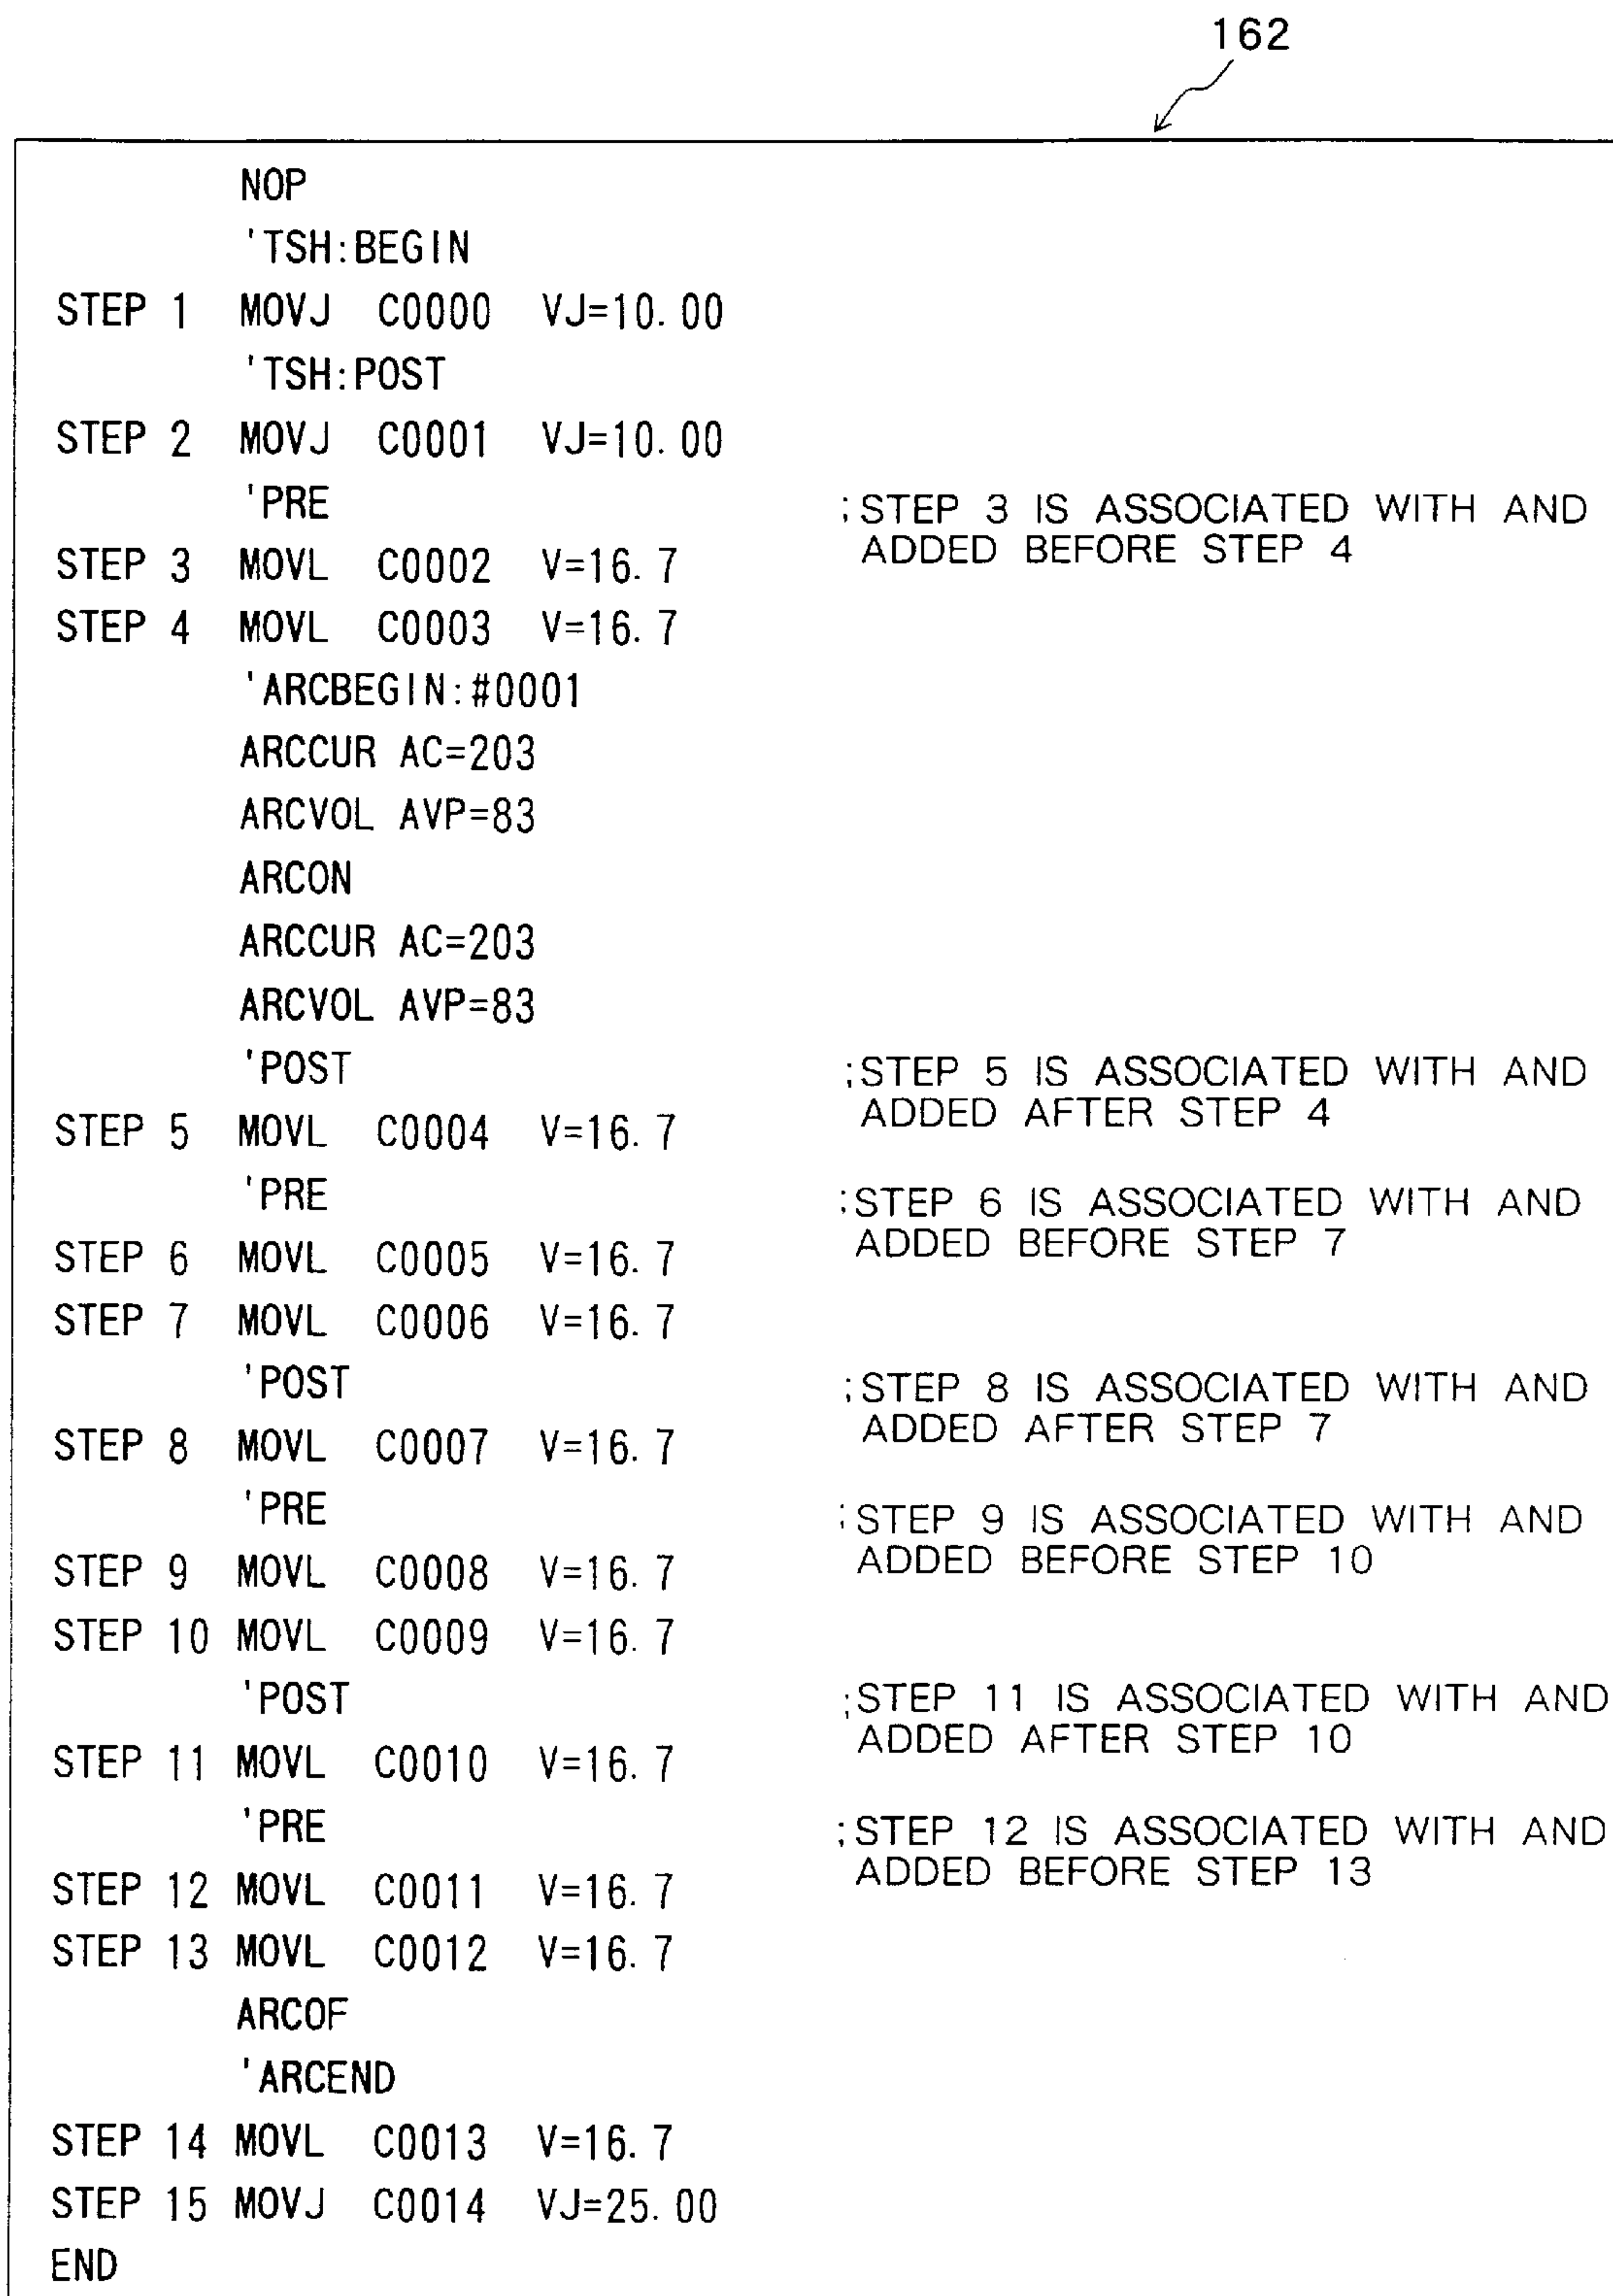 162
NOP
'TSH:BEGIN
STEP 1 MOVJ C0000 VJ=10.00
'TSH:POST
STEP 2 MOVJ C0001 VJ=10.00
'PRE ;STEP 3 IS ASSOCIATED WITH AND
ADDED BEFORE STEP 4
STEP 3 MOVL C0002 V=16.7
STEP 4 MOVL C0003 V=16.7
'ARCBEGIN:#0001
ARCCUR AC=203
ARCVOL AVP=83
ARCON
ARCCUR AC=203
ARCVOL AVP=83
'POST ;STEP 5 IS ASSOCIATED WITH AND
ADDED AFTER STEP 4
STEP 5 MOVL C0004 V=16.7
'PRE ;STEP 6 IS ASSOCIATED WITH AND
ADDED BEFORE STEP 7
STEP 6 MOVL C0005 V=16.7
STEP 7 MOVL C0006 V=16.7
'POST ;STEP 8 IS ASSOCIATED WITH AND
ADDED AFTER STEP 7
STEP 8 MOVL C0007 V=16.7
'PRE ;STEP 9 IS ASSOCIATED WITH AND
ADDED BEFORE STEP 10
STEP 9 MOVL C0008 V=16.7
STEP 10 MOVL C0009 V=16.7
'POST ;STEP 11 IS ASSOCIATED WITH AND
ADDED AFTER STEP 10
STEP 11 MOVL C0010 V=16.7
'PRE ;STEP 12 IS ASSOCIATED WITH AND
ADDED BEFORE STEP 13
STEP 12 MOVL C0011 V=16.7
STEP 13 MOVL C0012 V=16.7
ARCOF
'ARCEND
STEP 14 MOVL C0013 V=16.7
STEP 15 MOVJ C0014 VJ=25.00
END